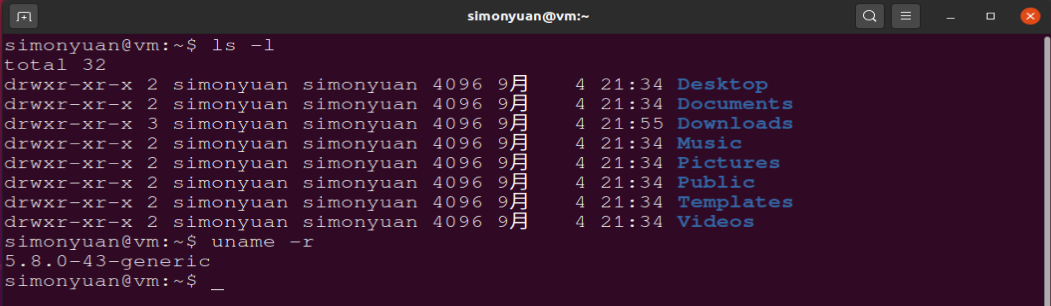 simonyuan@vm:~
simonyuan@vm:~$ ls -l
total 32
drwxr-xr-x 2 simonyuan simonyuan 4096 9月   4 21:34 Desktop
drwxr-xr-x 2 simonyuan simonyuan 4096 9月   4 21:34 Documents
drwxr-xr-x 3 simonyuan simonyuan 4096 9月   4 21:55 Downloads
drwxr-xr-x 2 simonyuan simonyuan 4096 9月   4 21:34 Music
drwxr-xr-x 2 simonyuan simonyuan 4096 9月   4 21:34 Pictures
drwxr-xr-x 2 simonyuan simonyuan 4096 9月   4 21:34 Public
drwxr-xr-x 2 simonyuan simonyuan 4096 9月   4 21:34 Templates
drwxr-xr-x 2 simonyuan simonyuan 4096 9月   4 21:34 Videos
simonyuan@vm:~$ uname -r
5.8.0-43-generic
simonyuan@vm:~$ _